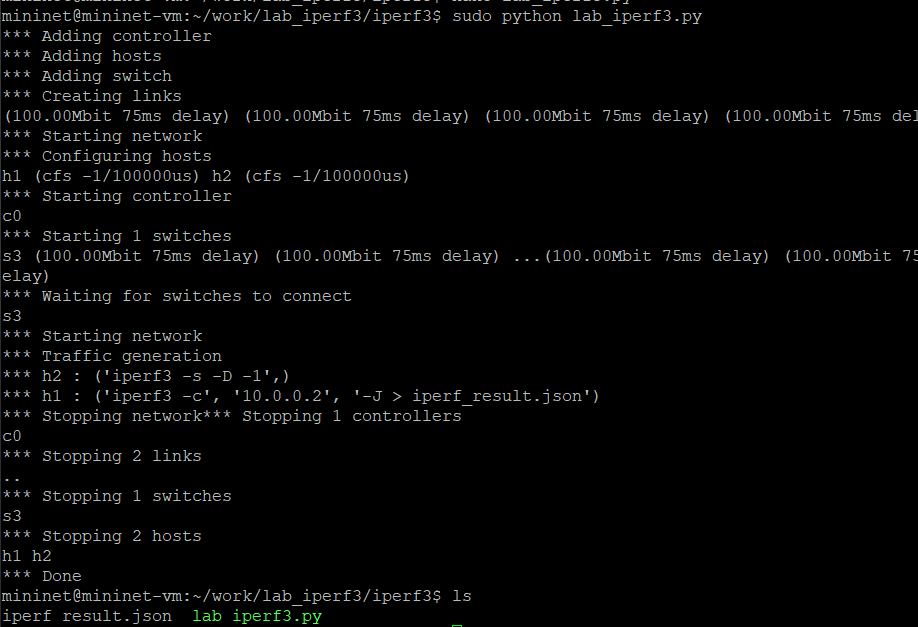 mininet@mininet-vm:~/work/lab_iperf3/iperf3$ sudo python lab_iperf3.py
*** Adding controller
*** Adding hosts
*** Adding switch
*** Creating links
(100.00Mbit 75ms delay) (100.00Mbit 75ms delay) (100.00Mbit 75ms delay) (100.00Mbit 75ms del
*** Starting network
*** Configuring hosts
h1 (cfs -1/100000us) h2 (cfs -1/100000us)
*** Starting controller
c0
*** Starting 1 switches
s3 (100.00Mbit 75ms delay) (100.00Mbit 75ms delay) ...(100.00Mbit 75ms delay) (100.00Mbit 75
elay)
*** Waiting for switches to connect
s3
*** Starting network
*** Traffic generation
*** h2 : ('iperf3 -s -D -1',)
*** h1 : ('iperf3 -c', '10.0.0.2', '-J > iperf_result.json')
*** Stopping network*** Stopping 1 controllers
c0
*** Stopping 2 links
..
*** Stopping 1 switches
s3
*** Stopping 2 hosts
h1 h2
*** Done
mininet@mininet-vm:~/work/lab_iperf3/iperf3$ ls
iperf_result.json  lab_iperf3.py